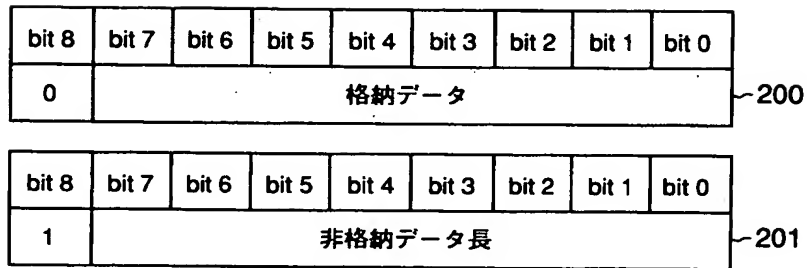 bit 8 bit 7 bit 6 bit 5 bit 4 bit 3 bit 2 bit 1 bit 0
0 格納データ 200
bit 8 bit 7 bit 6 bit 5 bit 4 bit 3 bit 2 bit 1 bit 0
1 非格納データ長 201